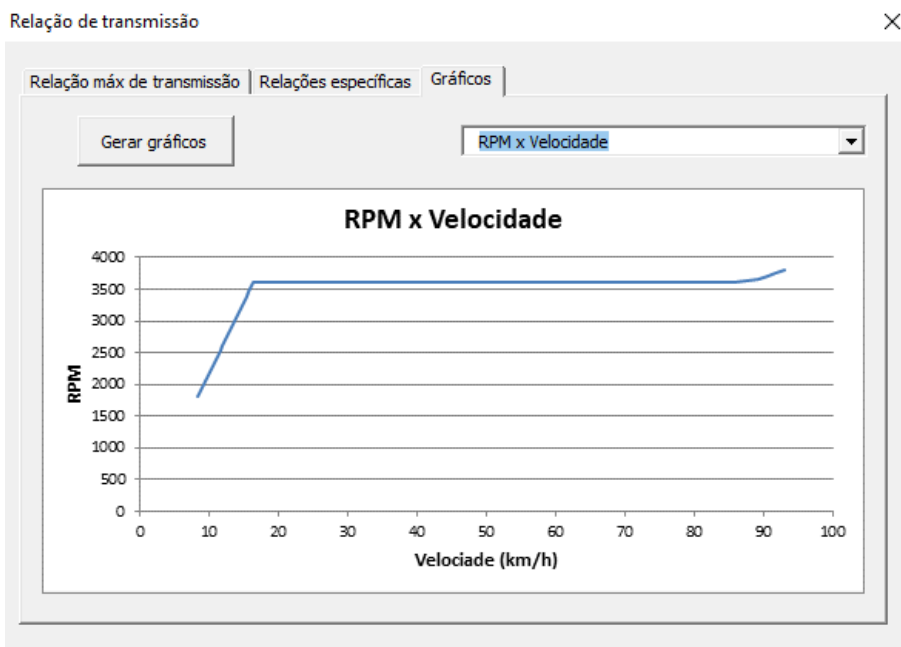 Relação de transmissão
Relação máx de transmissão
Relações específicas
Gráficos
Gerar gráficos
RPM x Velocidade
RPM x Velocidade
4000
3500
3000
2500
2000
1500
1000
500
0
RPM
0 10 20 30 40 50 60 70 80 90 100
Velociade (km/h)